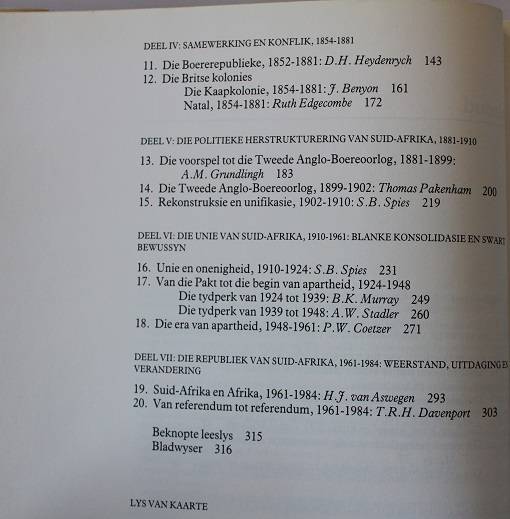 DEEL IV: SAMEWERKING EN KONFLIK, 1854-1881
11. Die Boererepublieke, 1852-1881: D.H. Heydenrych 143
12. Die Britse kolonies
Die Kaapkolonie, 1854-1881: J. Benyon 161
Natal, 1854-1881: Ruth Edgecombe 172
DEEL V: DIE POLITIEKE HERSTRUKTURERING VAN SUID-AFRIKA, 1881-1910
13. Die voorspel tot die Tweede Anglo-Boereoorlog, 1881-1899:
A.M. Grundlingh 183
14. Die Tweede Anglo-Boereoorlog, 1899-1902: Thomas Pakenham 200
15. Rekonstruksie en unifikasie, 1902-1910: S.B. Spies 219
DEEL VI: DIE UNIE VAN SUID-AFRIKA, 1910-1961: BLANKE KONSOLIDASIE EN SWART
BEWUSSYN
16. Unie en onenigheid, 1910-1924: S.B. Spies 231
17. Van die Pakt tot die begin van apartheid, 1924-1948
Die tydperk van 1924 tot 1939: B.K. Murray 249
Die tydperk van 1939 tot 1948: A.W. Stadler 260
18. Die era van apartheid, 1948-1961: P.W. Coetzer 271
DEEL VII: DIE REPUBLIEK VAN SUID-AFRIKA, 1961-1984: WEERSTAND, UITDAGING EN
VERANDERING
19. Suid-Afrika en Afrika, 1961-1984: H.J. van Aswegen 293
20. Van referendum tot referendum, 1961-1984: T.R.H. Davenport 303
Beknopte leeslys 315
Bladwyser 316
LYS VAN KAARTE